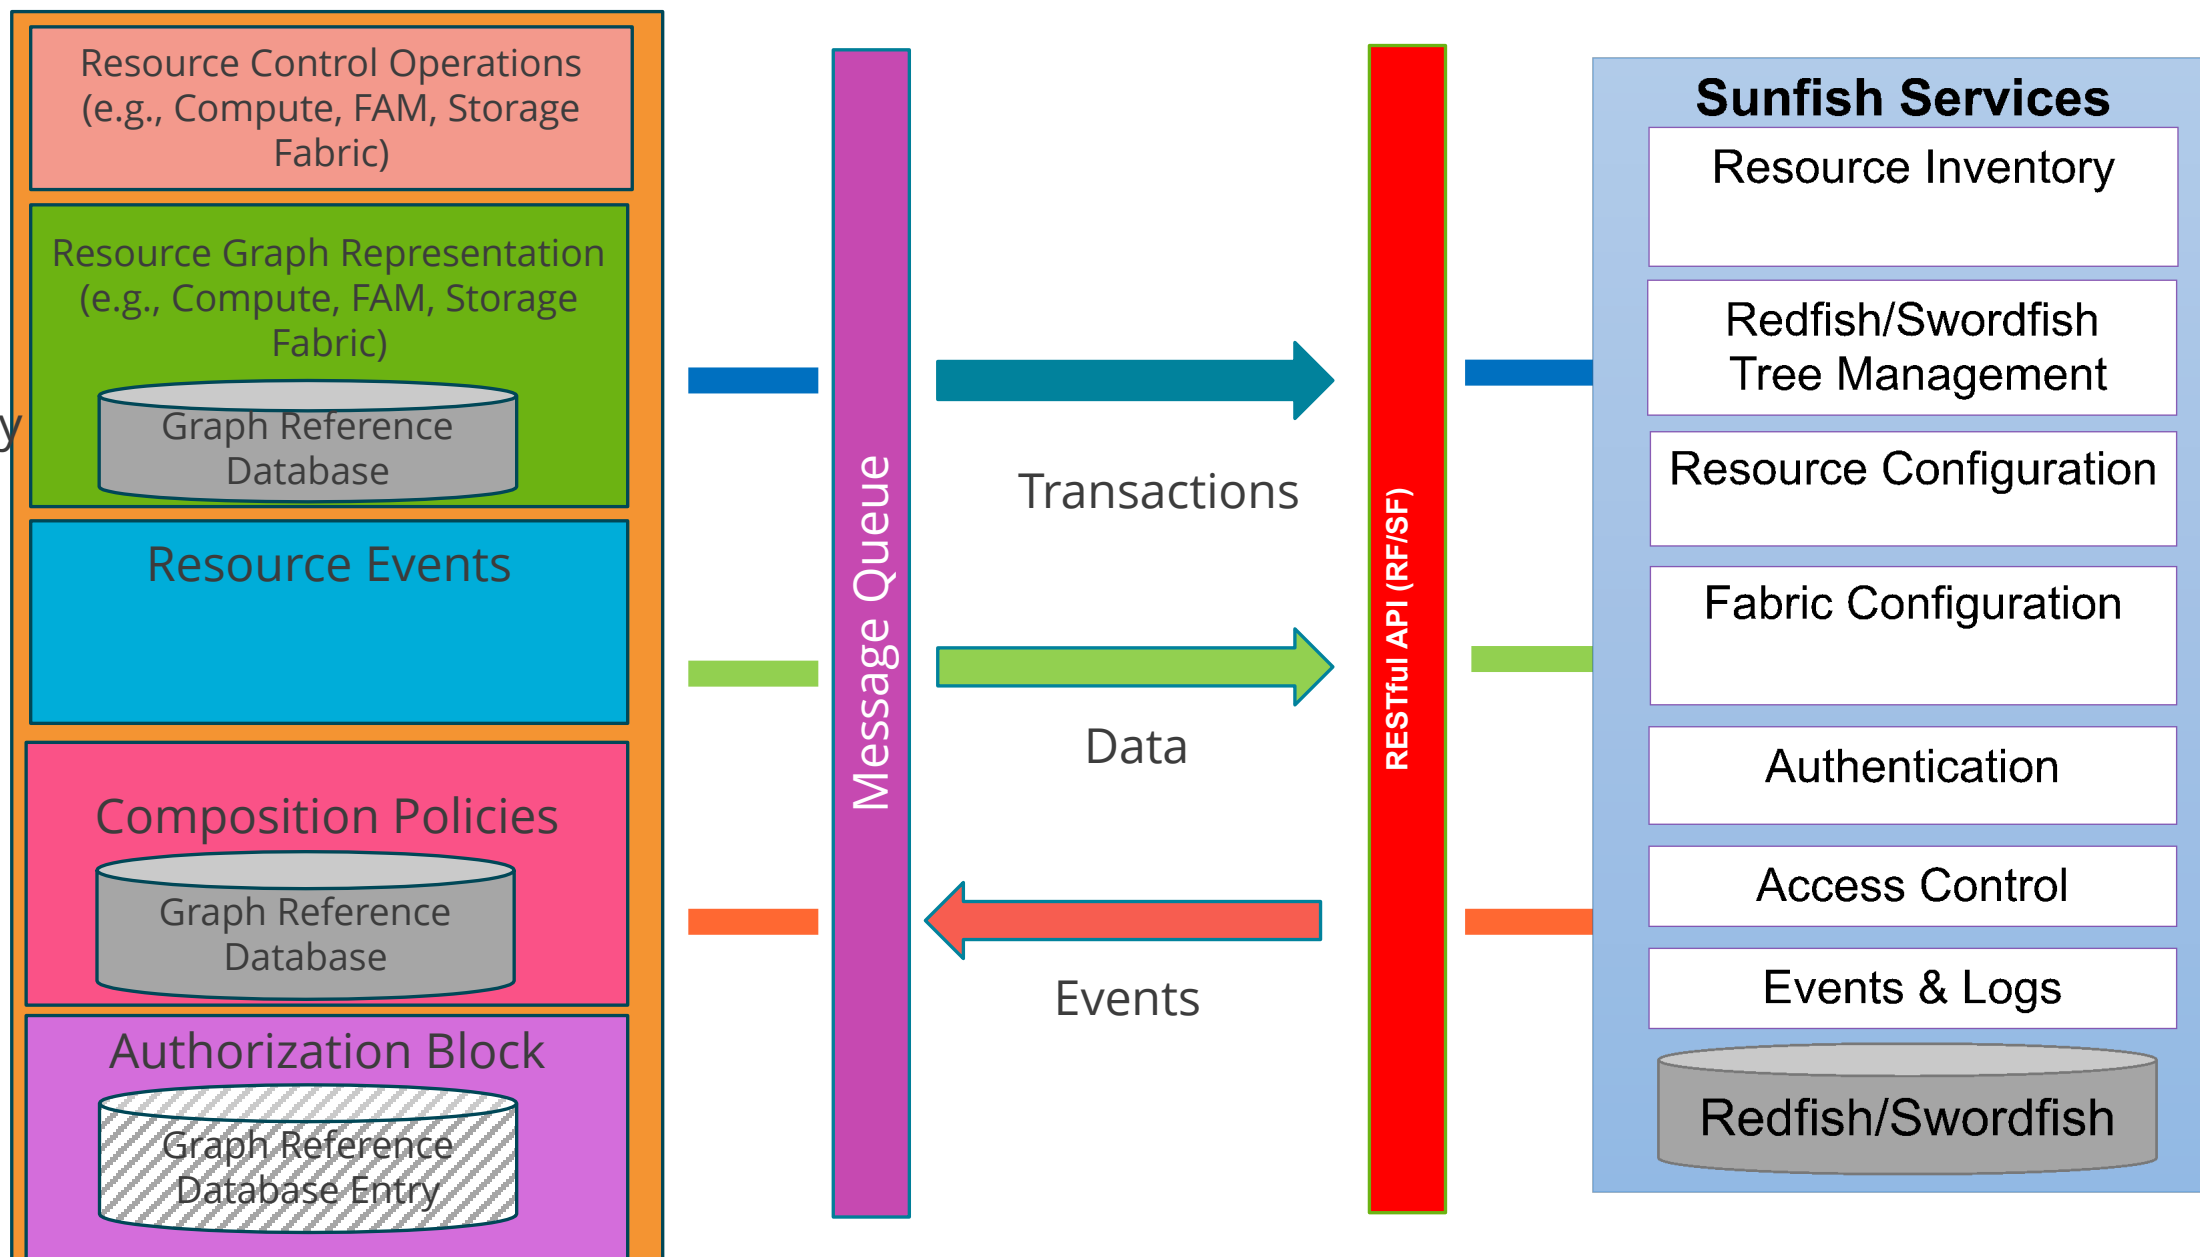 Resource Control Operations
(e.g., Compute, FAM, Storage
Fabric)
Resource Graph Representation
(e.g., Compute, FAM, Storage
Fabric)
Graph Reference
Database
y
Resource Events
Composition Policies
Graph Reference
Database
Authorization Block
Graph Reference
Database Entry
Message Queue
Transactions
Data
Events
RESTful API (RF/SF)
Sunfish Services
Resource Inventory
Redfish/Swordfish
Tree Management
Resource Configuration
Fabric Configuration
Authentication
Access Control
Events & Logs
Redfish/Swordfish